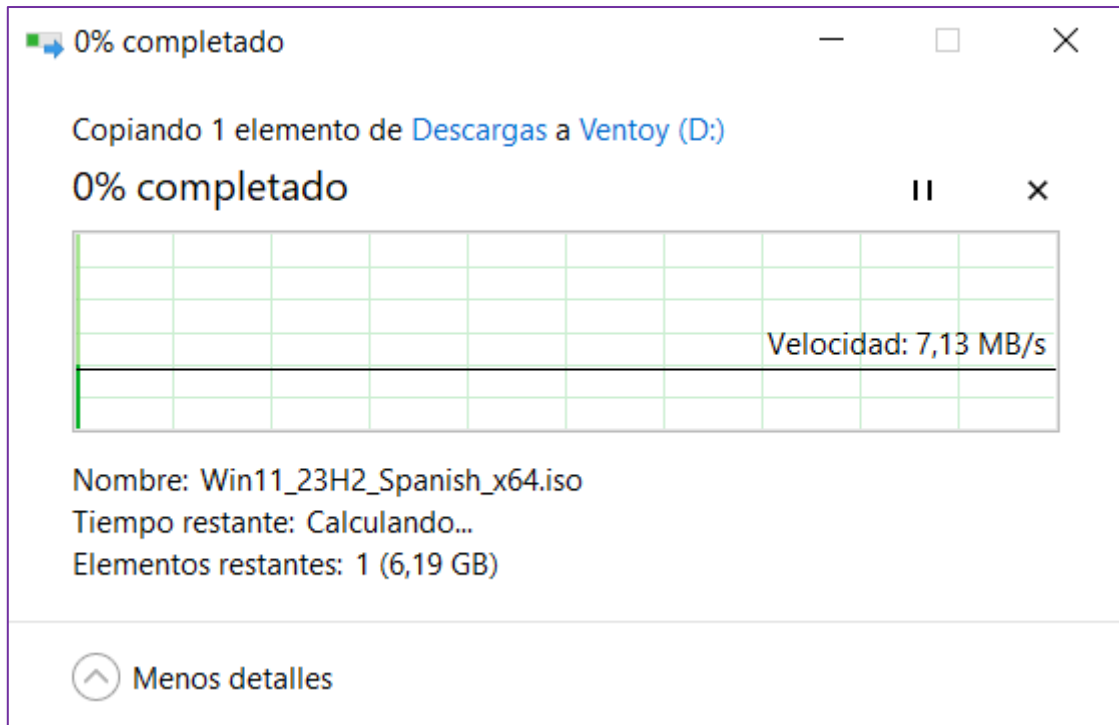 0% completado
Copiando 1 elemento de Descargas a Ventoy (D:)
0% completado
Velocidad: 7,13 MB/s
Nombre: Win11_23H2_Spanish_x64.iso
Tiempo restante: Calculando...
Elementos restantes: 1 (6,19 GB)
Menos detalles